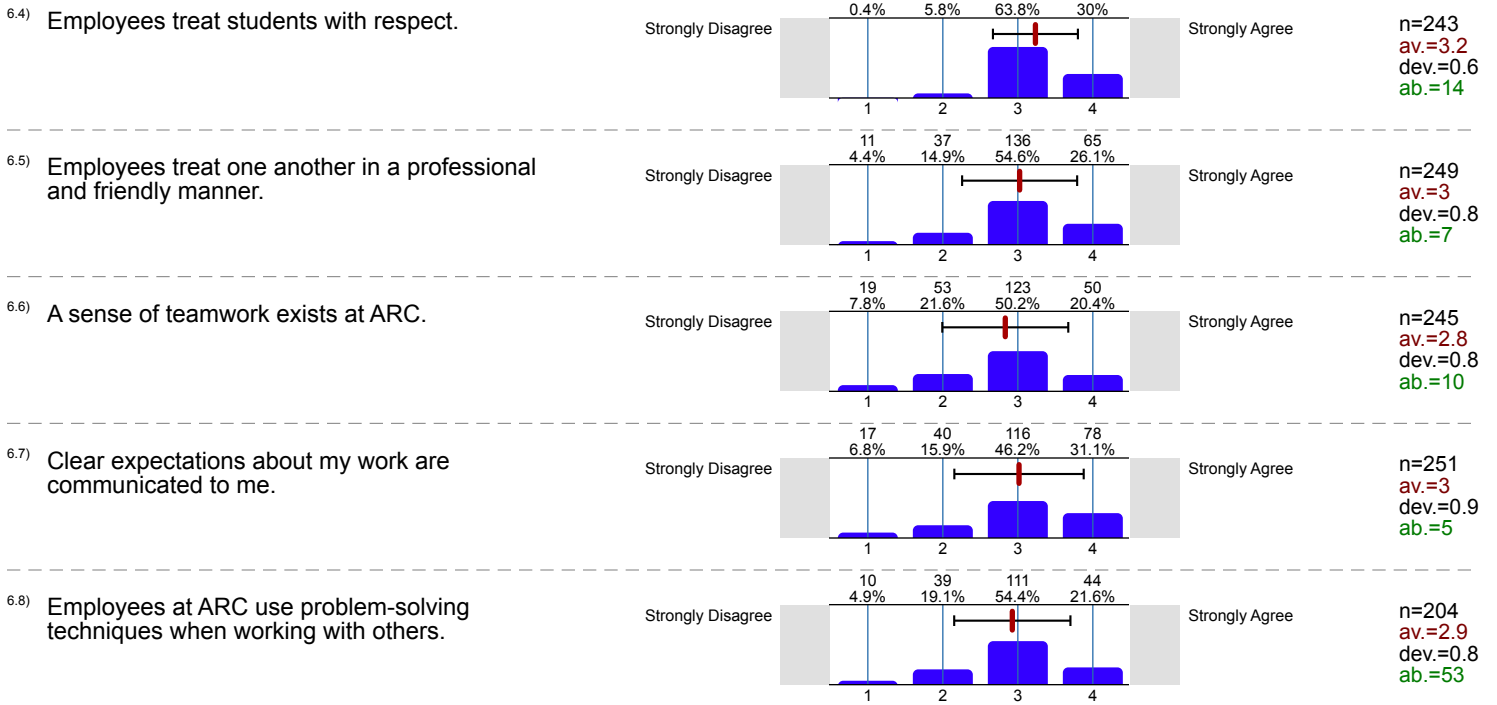 0.4% 5.8% 63.8% 30%
6.4) Employees treat students with respect.
Strongly Disagree
Strongly Agree
n=243
av.=3.2
dev.=0.6
ab.=14
1 2 3 4
11 37 136 65
4.4% 14.9% 54.6% 26.1%
6.5) Employees treat one another in a professional
and friendly manner.
Strongly Disagree
Strongly Agree
n=249
av.=3
dev.=0.8
ab.=7
1 2 3 4
19 53 123 50
7.8% 21.6% 50.2% 20.4%
6.6) A sense of teamwork exists at ARC.
Strongly Disagree
Strongly Agree
n=245
av.=2.8
dev.=0.8
ab.=10
1 2 3 4
17 40 116 78
6.8% 15.9% 46.2% 31.1%
6.7) Clear expectations about my work are
communicated to me.
Strongly Disagree
Strongly Agree
n=251
av.=3
dev.=0.9
ab.=5
1 2 3 4
10 39 111 44
4.9% 19.1% 54.4% 21.6%
6.8) Employees at ARC use problem-solving
techniques when working with others.
Strongly Disagree
Strongly Agree
n=204
av.=2.9
dev.=0.8
ab.=53
1 2 3 4